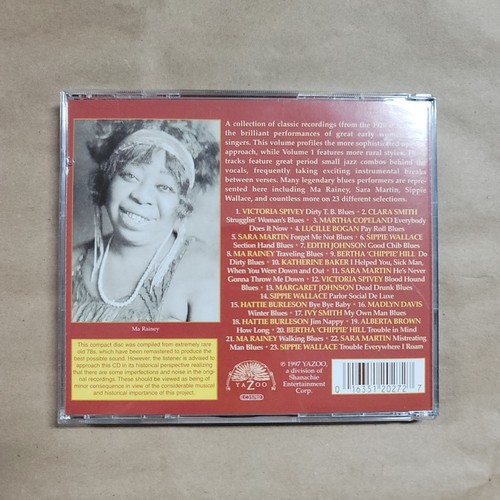 A collection of classic recordings (from the 1920s
the brilliant performances of great early
singers. This volume profiles the more sophisticated
approach, while Volume 1 features more rural styles.
tracks feature great period small jazz combos behind
vocals, frequently taking exciting instrumental breaks
between verses. Many legendary blues performers are repre-
sented here including Ma Rainey, Sara Martin, Sippie
Wallace, and countless more on 23 different selections.
1. VICTORIA SPIVEY Dirty T. B. Blues • 2. CLARA SMITH
Strugglin' Woman's Blues • 3. MARTHA COPELAND Everybody
Does It Now • 4. LUCILLE BOGAN Pay Roll Blues
5. SARA MARTIN Forget Me Not Blues • 6. SIPPIE WALLACE
Section Hand Blues • 7. EDITH JOHNSON Good Chib Blues
8. MA RAINEY Traveling Blues • 9. BERTHA "CHIPPIE" HILL Do
Dirty Blues • 10. KATHERINE BAKER I Helped You, Sick Man,
When You Were Down and Out • 11. SARA MARTIN He's Never
Gonna Throw Me Down • 12. VICTORIA SPIVEY Blood Hound
Blues • 13. MARGARET JOHNSON Dead Drunk Blues
14. SIPPIE WALLACE Parlor Social De Luxe
15. HATTIE BURLESON Bye Bye Baby • 16. MADLYN DAVIS
Winter Blues • 17. IVY SMITH My Own Man Blues
18. HATTIE BURLESON Jim Nappy • 19. ALBERTA BROWN
How Long • 20. BERTHA "CHIPPIE" HILL Trouble in Mind
21. MA RAINEY Walking Blues • 22. SARA MARTIN Mistreating
Man Blues • 23. SIPPIE WALLACE Trouble Everywhere I Roam
Ma Rainey
This compact disc was compiled from extremely rare
old 78s, which have been remastered to produce the
best possible sound. However, the listener is advised to
approach this CD in its historical perspective realizing
that there are some imperfections and noise in the orig-
inal recordings. These should be viewed as being of
minor consequence in view of the considerable musical
and historical importance of this project.
YAZOO
© 1997 YAZOO,
a division of
Shanachie
Entertainment
Corp.
0 16351 20272 7